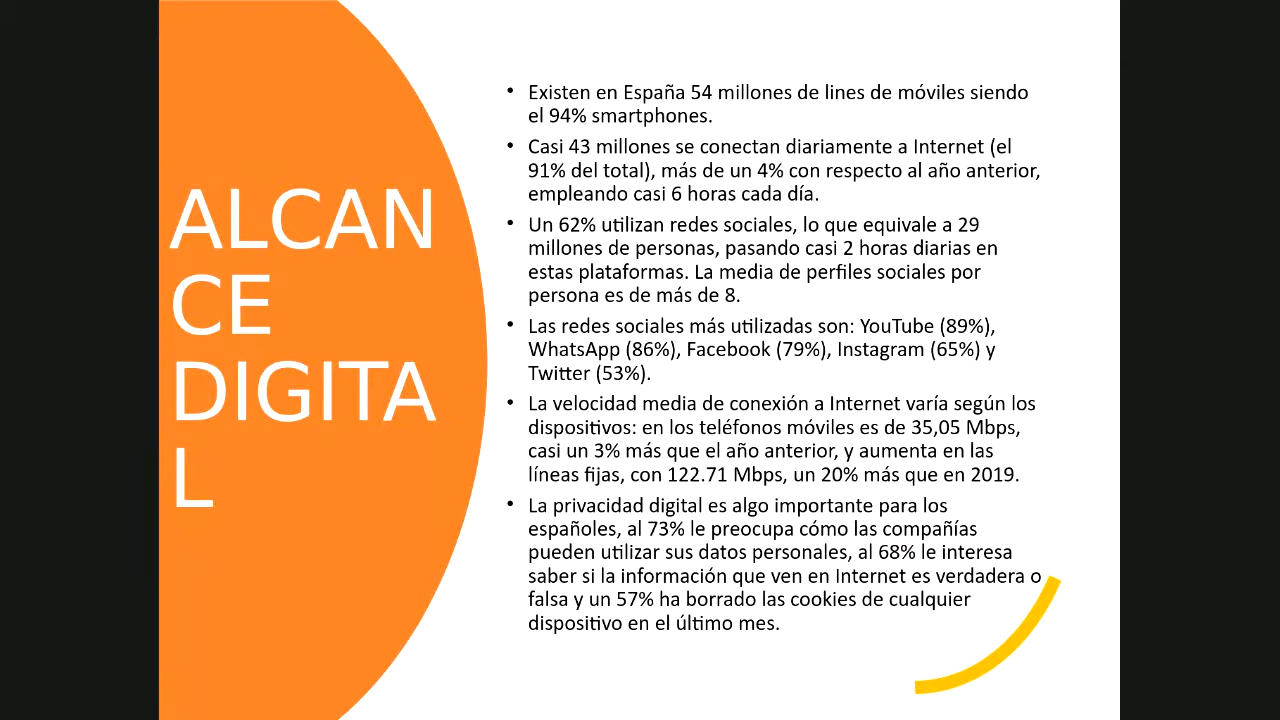 ALCAN
CE
DIGITA
L
• Existen en España 54 millones de lines de móviles siendo
el 94% smartphones.
• Casi 43 millones se conectan diariamente a Internet (el
91% del total), más de un 4% con respecto al año anterior,
empleando casi 6 horas cada día.
• Un 62% utilizan redes sociales, lo que equivale a 29
millones de personas, pasando casi 2 horas diarias en
estas plataformas. La media de perfiles sociales por
persona es de más de 8.
• Las redes sociales más utilizadas son: YouTube (89%),
WhatsApp (86%), Facebook (79%), Instagram (65%) y
Twitter (53%).
• La velocidad media de conexión a Internet varía según los
dispositivos: en los teléfonos móviles es de 35,05 Mbps,
casi un 3% más que el año anterior, y aumenta en las
líneas fijas, con 122.71 Mbps, un 20% más que en 2019.
• La privacidad digital es algo importante para los
españoles, al 73% le preocupa cómo las compañías
pueden utilizar sus datos personales, al 68% le interesa
saber si la información que ven en Internet es verdadera o
falsa y un 57% ha borrado las cookies de cualquier
dispositivo en el último mes.